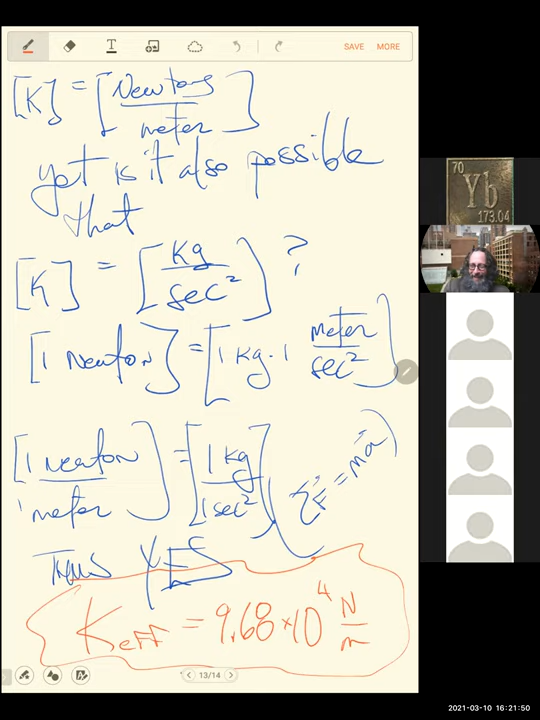 SAVE MORE
[K] = [Newtons/meter]
yet is it also possible
that
[K] = [Kg/sec²] ?
[1 Newton] = [1 Kg · 1 meter/sec²]
[1 Newton/1 meter] = [1 Kg/1 sec²] (ΣF⃗ = ma⃗)
Thus YES
Keff = 9.68 × 10⁴ N/m
13/14
70
Yb
173.04
2021-03-10 16:21:50